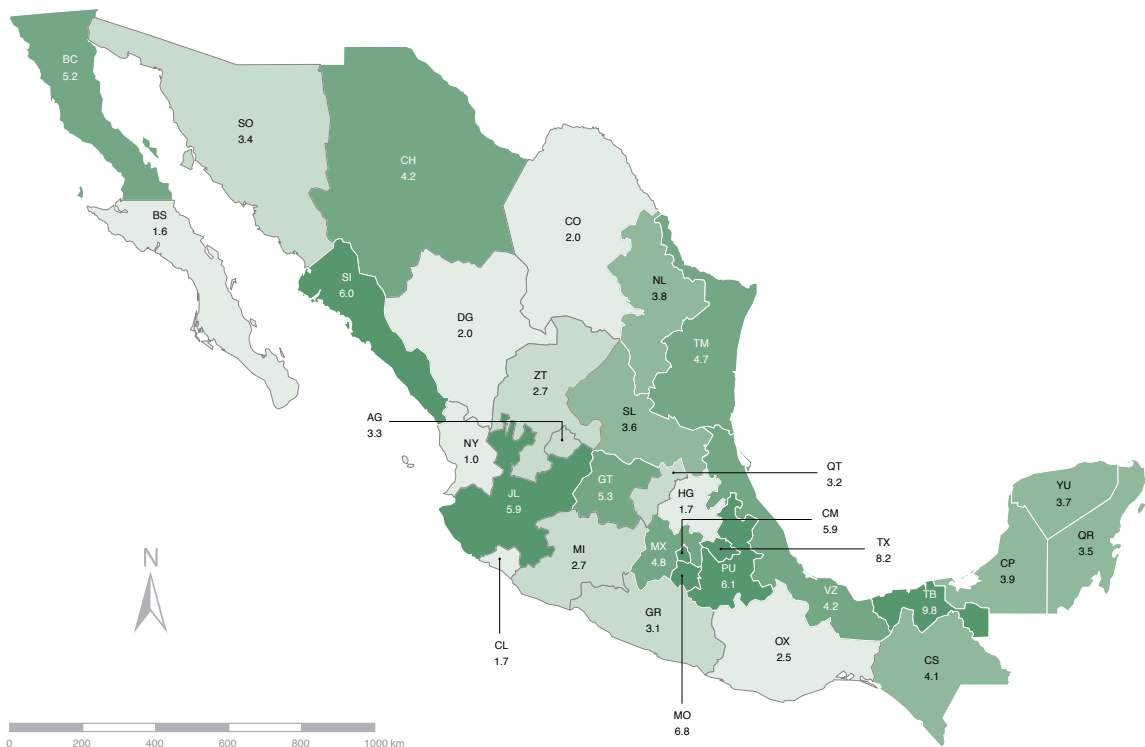 BC
5.2
SO
3.4
CH
4.2
BS
1.6
CO
2.0
SI
6.0
NL
3.8
DG
2.0
TM
4.7
ZT
2.7
AG
3.3
SL
3.6
NY
1.0
QT
3.2
GT
5.3
YU
3.7
JL
5.9
HG
1.7
CM
5.9
QR
3.5
TX
8.2
MX
4.8
MI
2.7
PU
6.1
CP
3.9
VZ
4.2
TB
9.8
GR
3.1
OX
2.5
CL
1.7
CS
4.1
MO
6.8
N
0 200 400 600 800 1000 km